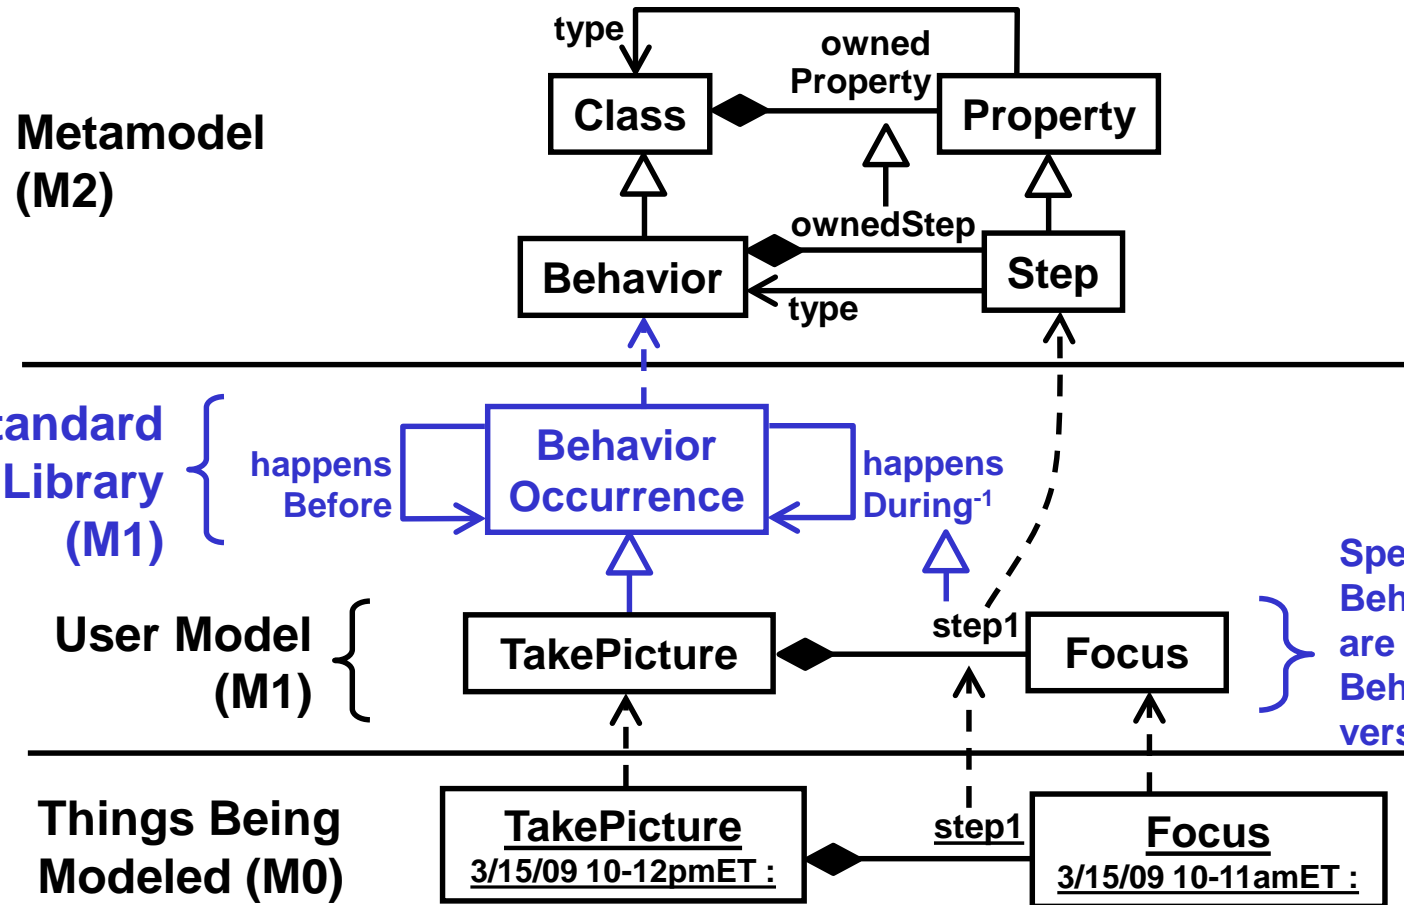 type
owned
Property
Class
Property
Metamodel
(M2)
ownedStep
Behavior
Step
type
Library
(M1)
happens
Before
Behavior
Occurrence
happens
During-1
User Model
(M1)
TakePicture
step1
Focus
are
Things Being
Modeled (M0)
TakePicture
3/15/09 10-12pmET :
step1
Focus
3/15/09 10-11amET :